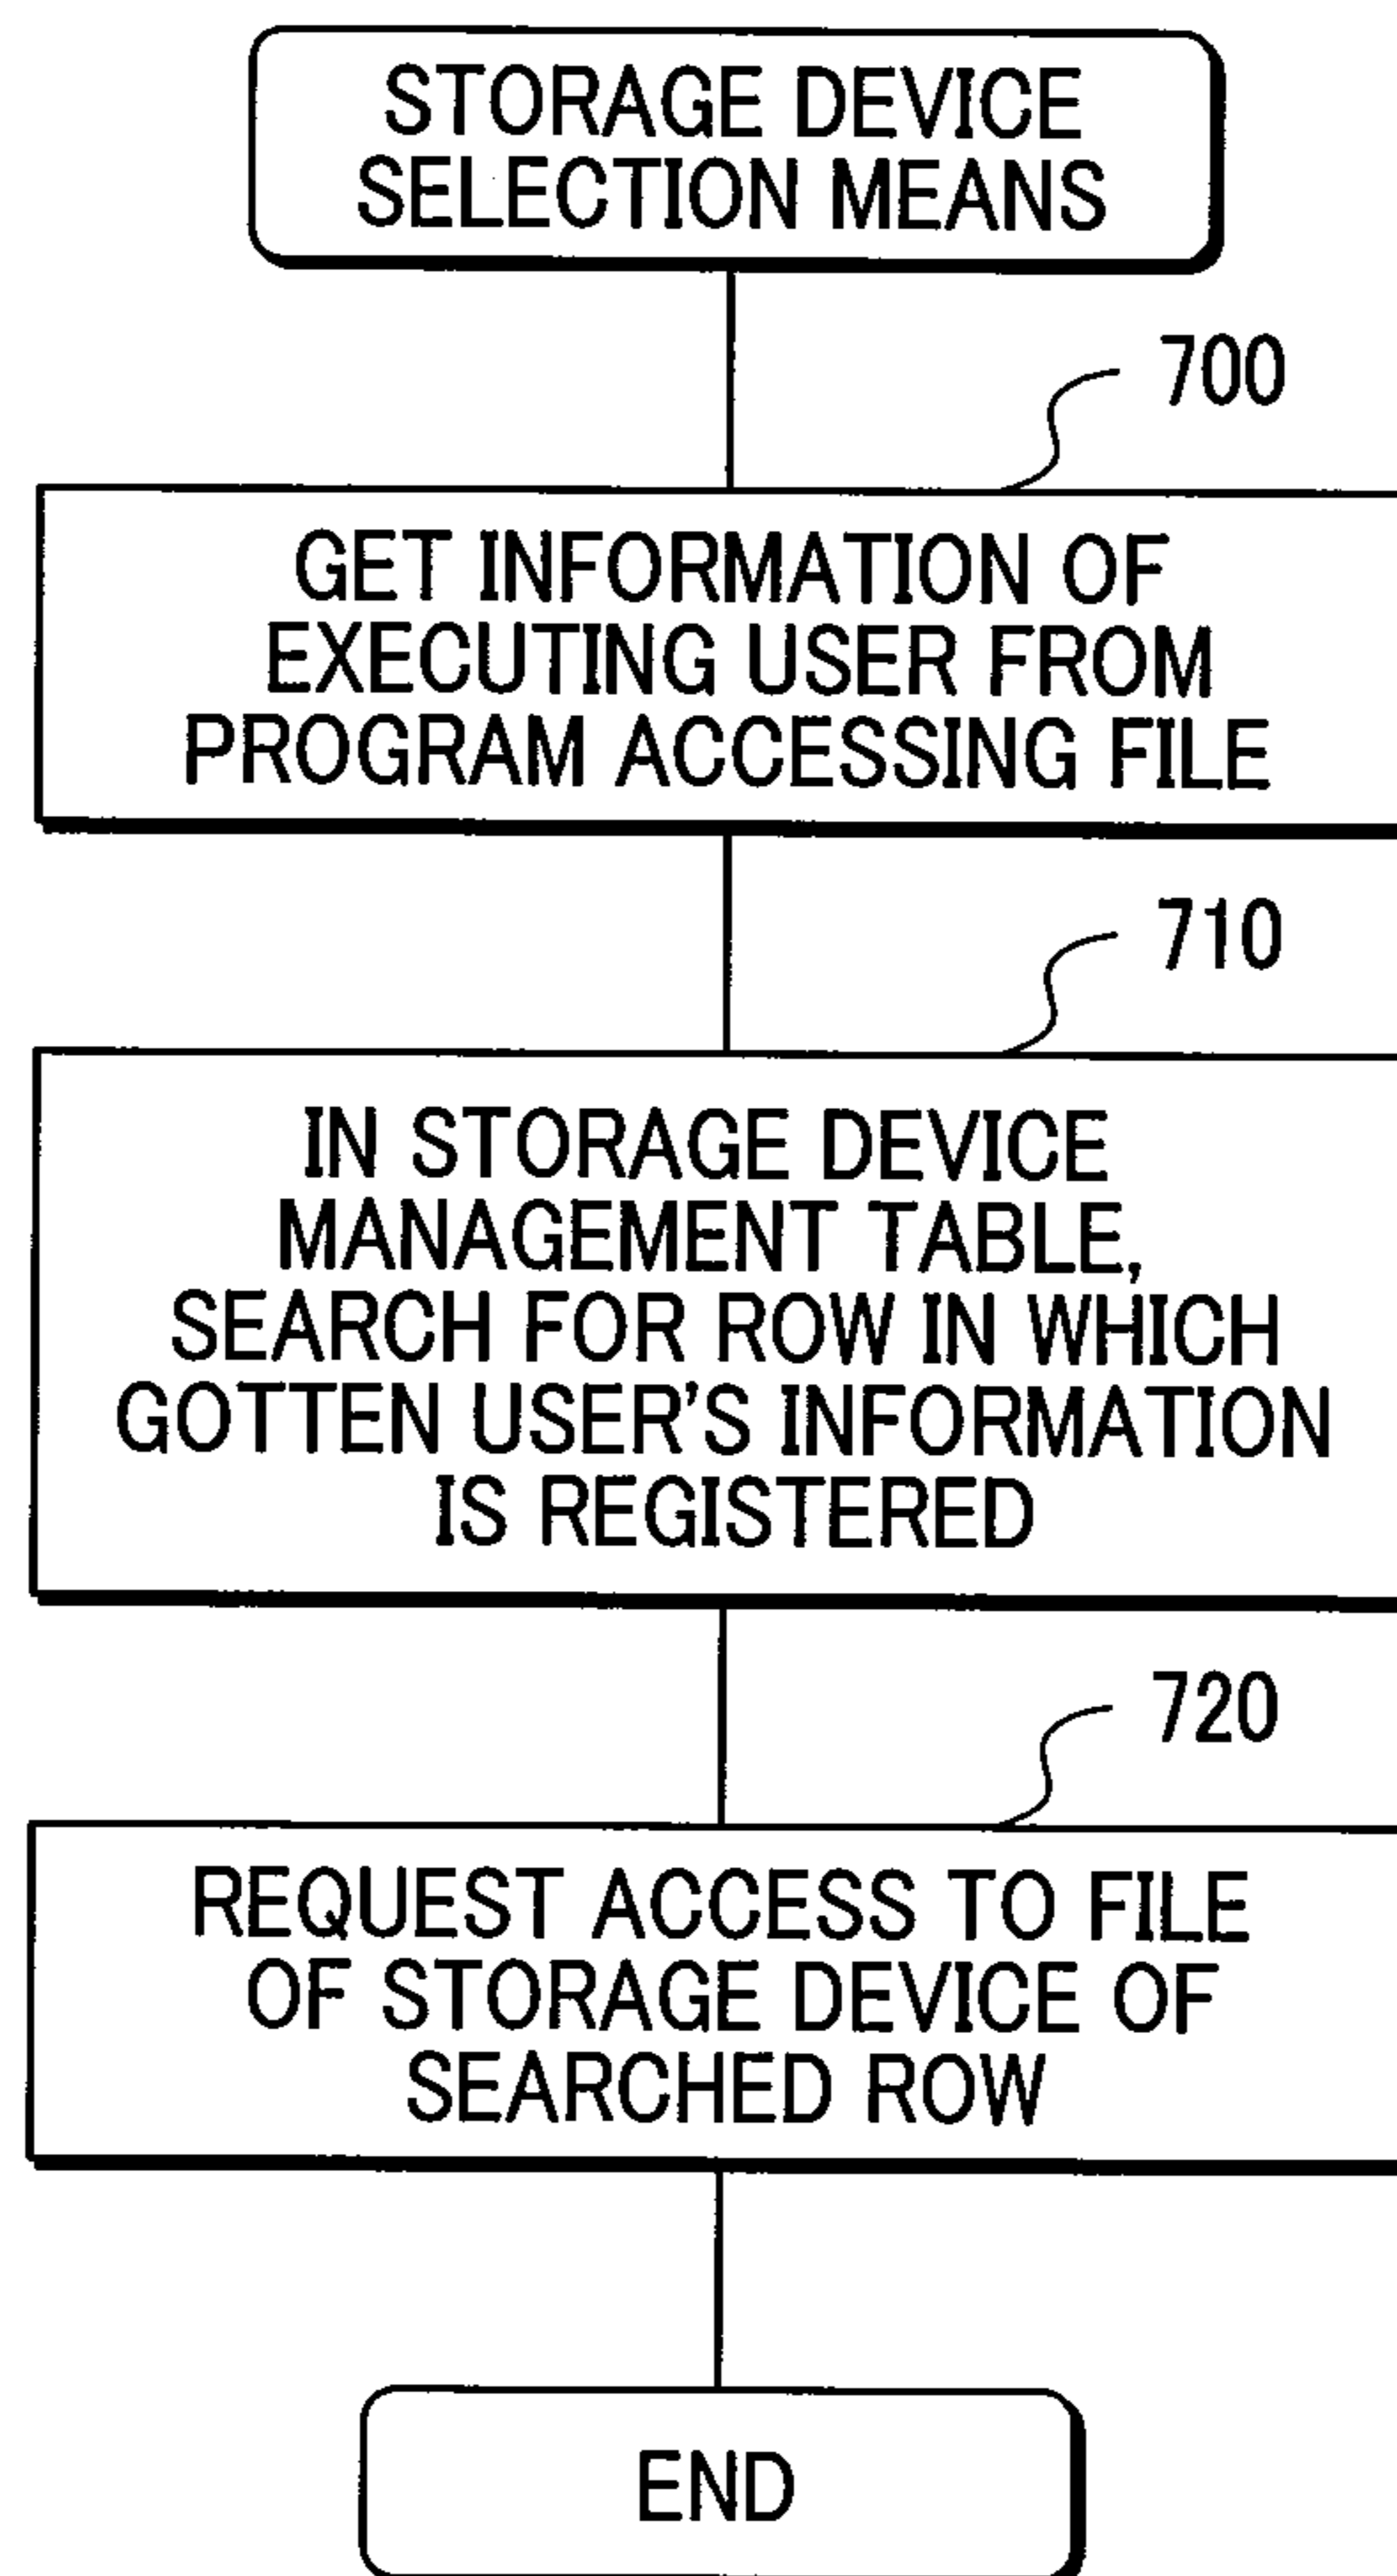 STORAGE DEVICE
SELECTION MEANS
700
GET INFORMATION OF
EXECUTING USER FROM
PROGRAM ACCESSING FILE
710
IN STORAGE DEVICE
MANAGEMENT TABLE,
SEARCH FOR ROW IN WHICH
GOTTEN USER'S INFORMATION
IS REGISTERED
720
REQUEST ACCESS TO FILE
OF STORAGE DEVICE OF
SEARCHED ROW
END